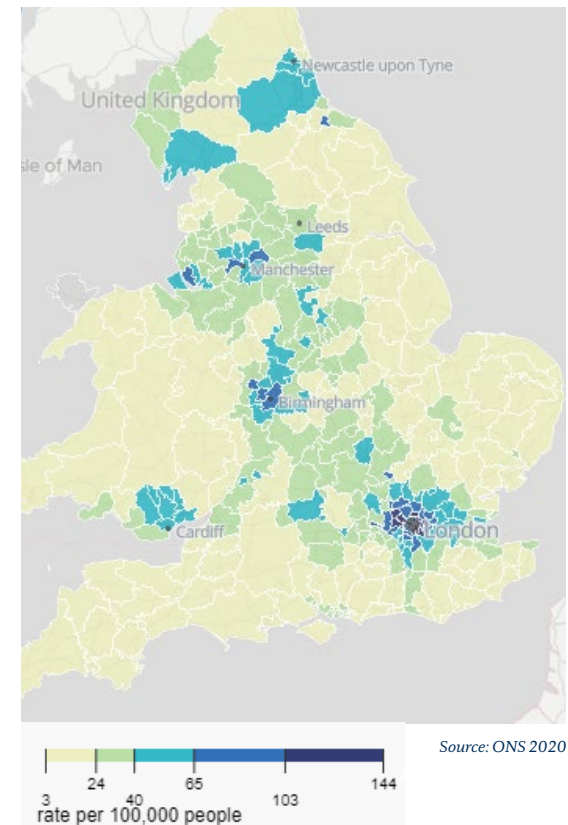 Newcastle upon Tyne
United Kingdom
sle of Man
Leeds
Manchester
Birmingham
Cardiff
London
Source: ONS 2020
24 65 144
3 40 103
rate per 100,000 people